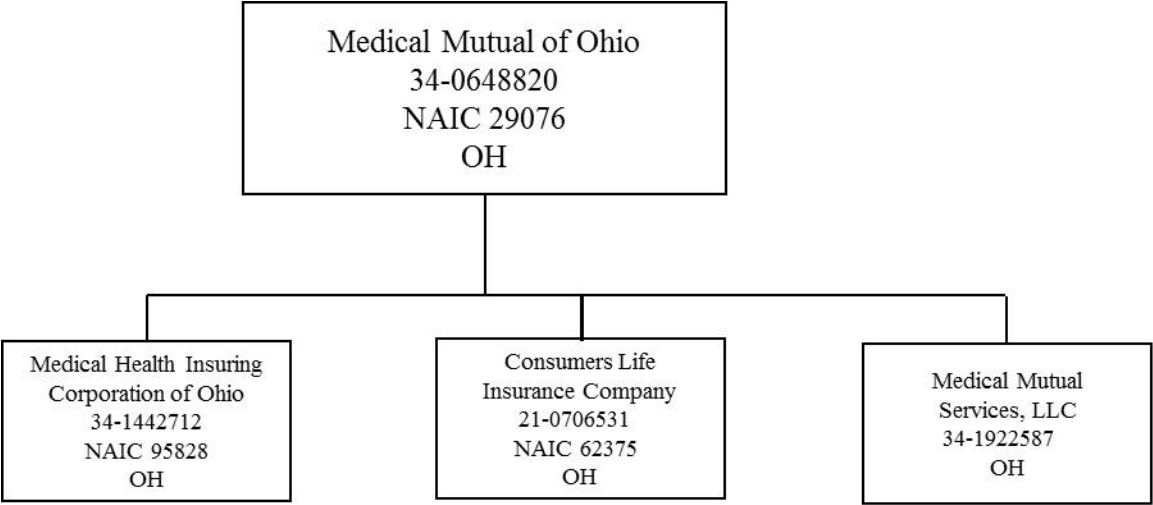 Medical Mutual of Ohio
34-0648820
NAIC 29076
OH
Medical Health Insuring
Corporation of Ohio
34-1442712
NAIC 95828
OH
Consumers Life
Insurance Company
21-0706531
NAIC 62375
OH
Medical Mutual
Services, LLC
34-1922587
OH